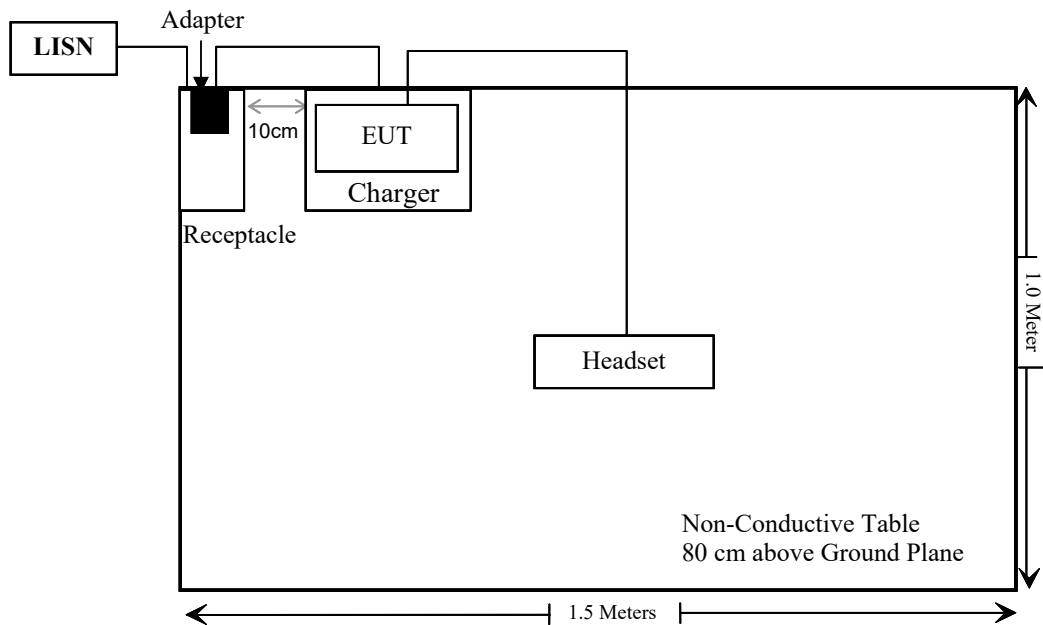 Adapter
LISN
10cm
EUT
Charger
Receptacle
1.0 Meter
Headset
Non-Conductive Table
80 cm above Ground Plane
1.5 Meters